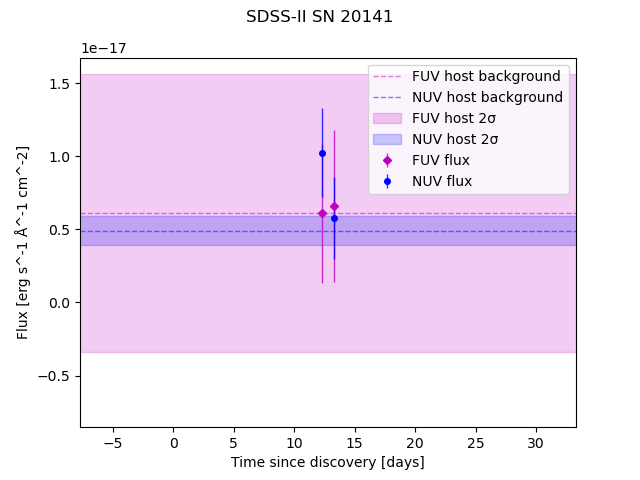 SDSS-II SN 20141
1e−17
FUV host background
NUV host background
FUV host 2σ
NUV host 2σ
FUV flux
NUV flux
1.5
1.0
0.5
0.0
−0.5
Flux [erg s^-1 Å^-1 cm^-2]
−5 0 5 10 15 20 25 30
Time since discovery [days]